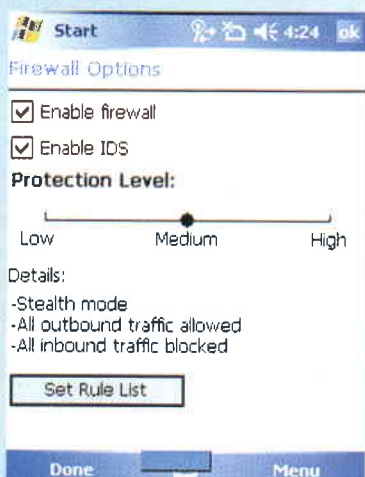 Start 4:24 ok
Firewall Options
Enable firewall
Enable IDS
Protection Level:
Low Medium High
Details:
-Stealth mode
-All outbound traffic allowed
-All inbound traffic blocked
Set Rule List
Done Menu